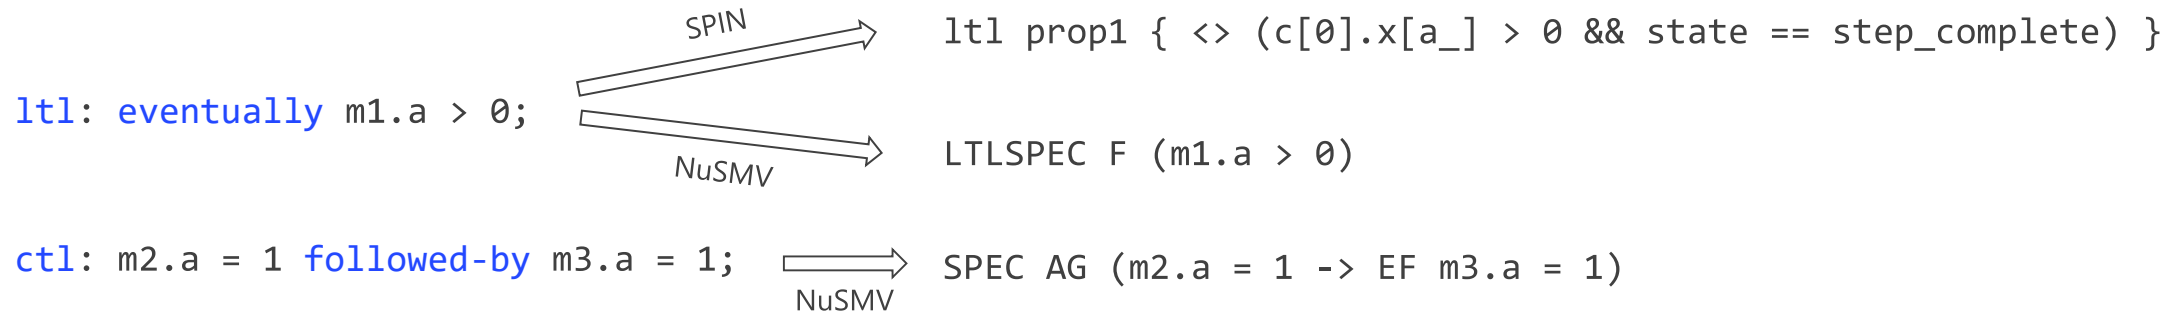 SPIN
ltl prop1 { <> (c[0].x[a_] > 0 && state == step_complete) }
ltl: eventually m1.a > 0;
NuSMV
LTLSPEC F (m1.a > 0)
ctl: m2.a = 1 followed-by m3.a = 1;
NuSMV
SPEC AG (m2.a = 1 -> EF m3.a = 1)